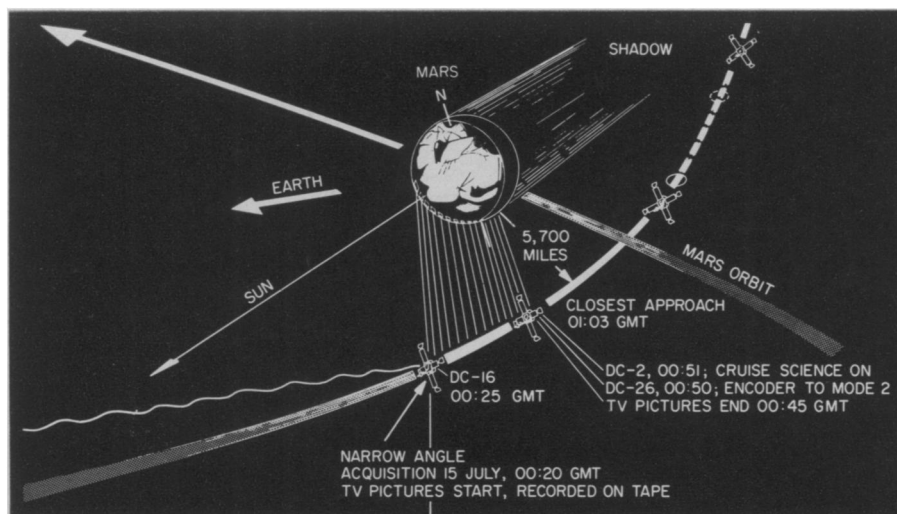 SHADOW
MARS
N
EARTH
SUN
5,700
MILES
MARS ORBIT
CLOSEST APPROACH
01:03 GMT
DC-16
00:25 GMT
DC-2, 00:51; CRUISE SCIENCE ON
DC-26, 00:50; ENCODER TO MODE 2
TV PICTURES END 00:45 GMT
NARROW ANGLE
ACQUISITION 15 JULY, 00:20 GMT
TV PICTURES START, RECORDED ON TAPE